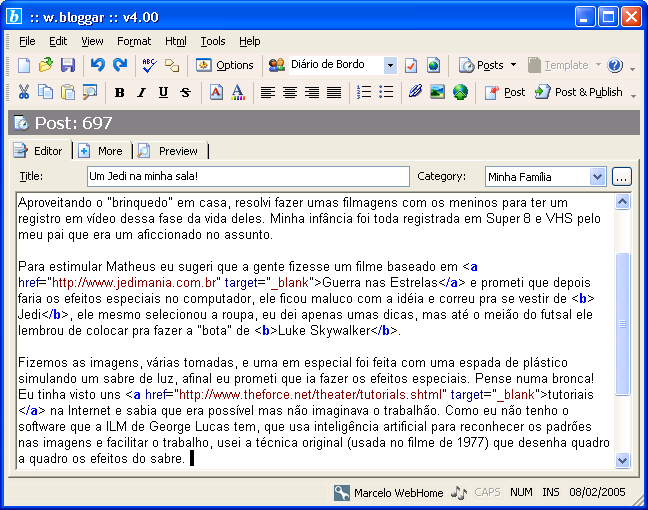 :: w.bloggar :: v4.00
File Edit View Format Html Tools Help
ABC Options Diário de Bordo Posts Template
B I U S A A Post Post & Publish
Post: 697
Editor More Preview
Title: Um Jedi na minha sala! Category: Minha Família ...
Aproveitando o "brinquedo" em casa, resolvi fazer umas filmagens com os meninos para ter um
registro em vídeo dessa fase da vida deles. Minha infância foi toda registrada em Super 8 e VHS pelo
meu pai que era um aficcionado no assunto.
Para estimular Matheus eu sugeri que a gente fizesse um filme baseado em <a
href="http://www.jedimania.com.br" target="_blank">Guerra nas Estrelas</a> e prometi que depois
faria os efeitos especiais no computador, ele ficou maluco com a idéia e correu pra se vestir de <b>
Jedi</b>, ele mesmo selecionou a roupa, eu dei apenas umas dicas, mas até o meião do futsal ele
lembrou de colocar pra fazer a "bota" de <b>Luke Skywalker</b>.
Fizemos as imagens, várias tomadas, e uma em especial foi feita com uma espada de plástico
simulando um sabre de luz, afinal eu prometi que ia fazer os efeitos especiais. Pense numa bronca!
Eu tinha visto uns <a href="http://www.theforce.net/theater/tutorials.shtml" target="_blank">tutoriais
</a> na Internet e sabia que era possível mas não imaginava o trabalhão. Como eu não tenho o
software que a ILM de George Lucas tem, que usa inteligência artificial para reconhecer os padrões
nas imagens e facilitar o trabalho, usei a técnica original (usada no filme de 1977) que desenha quadro
a quadro os efeitos do sabre.
Marcelo WebHome CAPS NUM INS 08/02/2005